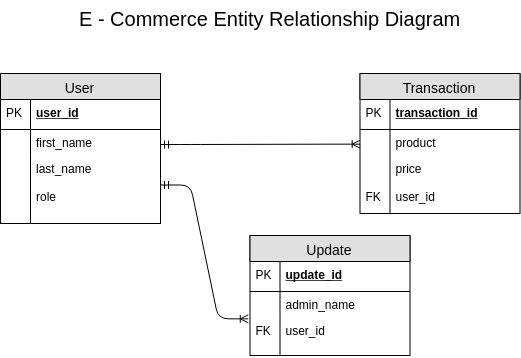 E - Commerce Entity Relationship Diagram
User
PK user_id
first_name
last_name
role
Transaction
PK transaction_id
product
price
FK user_id
Update
PK update_id
admin_name
FK user_id